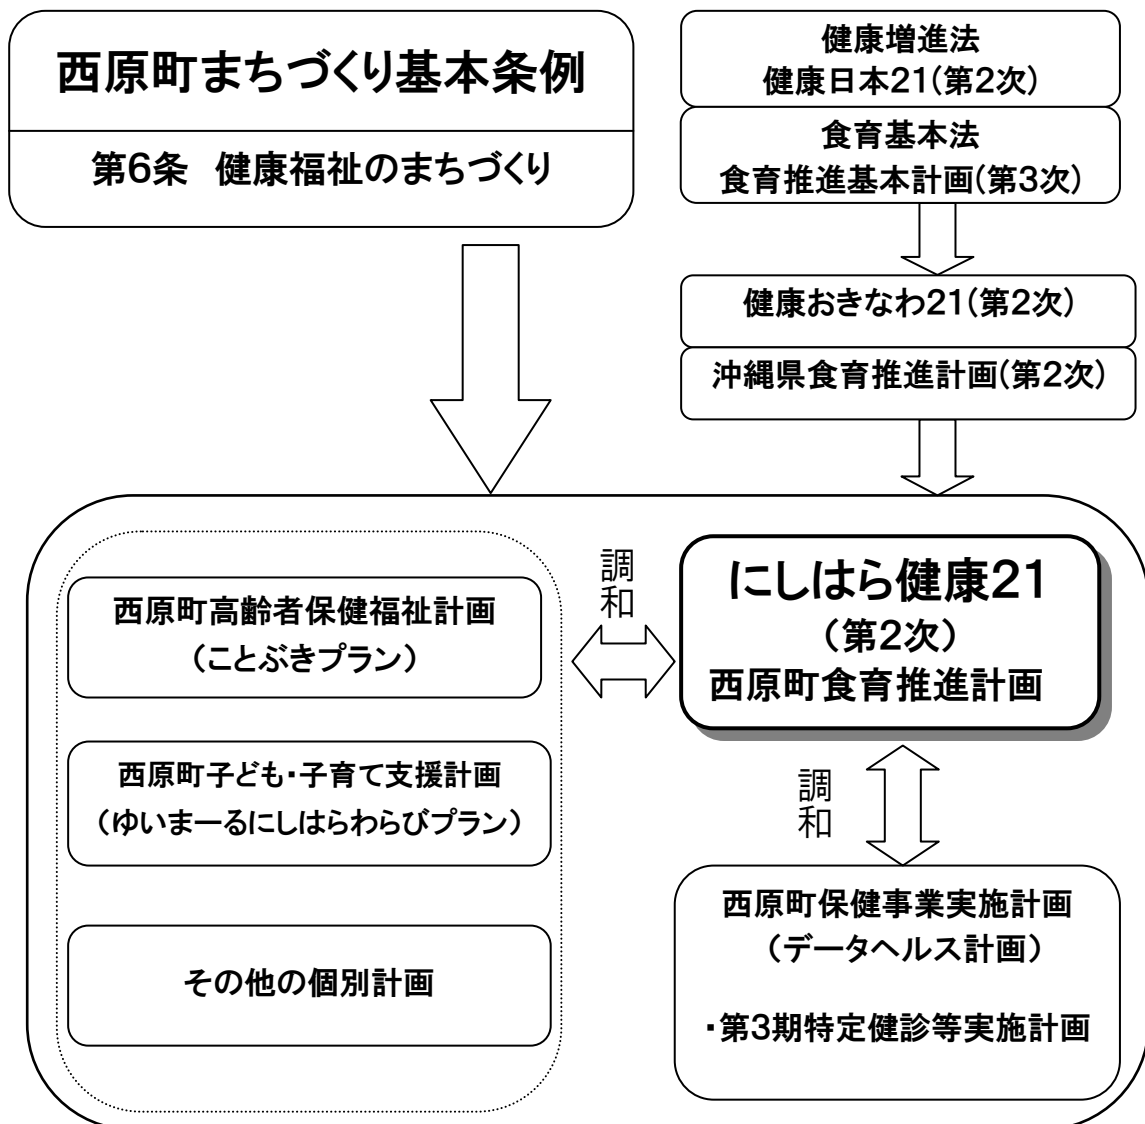 西原町まちづくり基本条例
第6条 健康福祉のまちづくり
健康増進法
健康日本21(第2次)
食育基本法
食育推進基本計画(第3次)
健康おきなわ21(第2次)
沖縄県食育推進計画(第2次)
西原町高齢者保健福祉計画
(ことぶきプラン)
西原町子ども・子育て支援計画
(ゆいまーるにしはらわらびプラン)
その他の個別計画
調和
にしはら健康21
(第2次)
西原町食育推進計画
調和
西原町保健事業実施計画
(データヘルス計画)
・第3期特定健診等実施計画